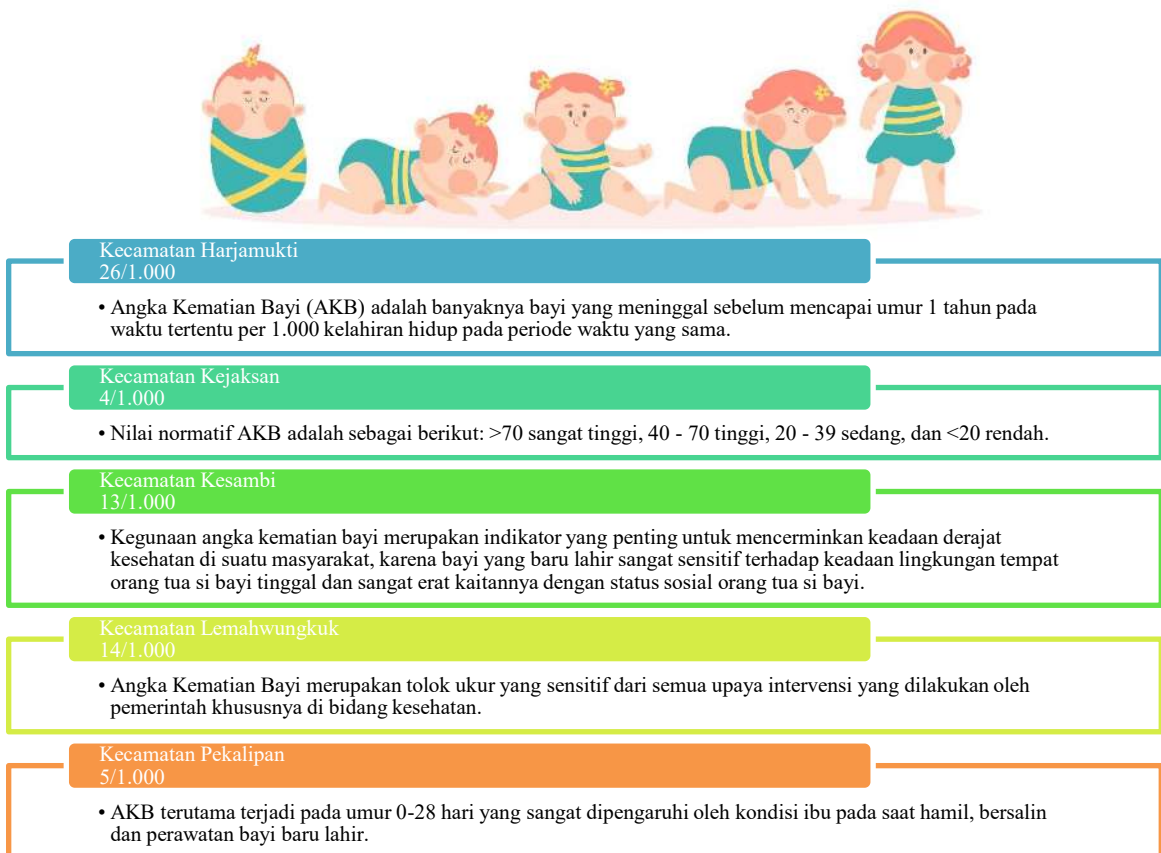 Kecamatan Harjamukti
26/1.000
• Angka Kematian Bayi (AKB) adalah banyaknya bayi yang meninggal sebelum mencapai umur 1 tahun pada
waktu tertentu per 1.000 kelahiran hidup pada periode waktu yang sama.
Kecamatan Kejaksan
4/1.000
• Nilai normatif AKB adalah sebagai berikut: >70 sangat tinggi, 40 - 70 tinggi, 20 - 39 sedang, dan <20 rendah.
Kecamatan Kesambi
13/1.000
• Kegunaan angka kematian bayi merupakan indikator yang penting untuk mencerminkan keadaan derajat
kesehatan di suatu masyarakat, karena bayi yang baru lahir sangat sensitif terhadap keadaan lingkungan tempat
orang tua si bayi tinggal dan sangat erat kaitannya dengan status sosial orang tua si bayi.
Kecamatan Lemahwungkuk
14/1.000
• Angka Kematian Bayi merupakan tolok ukur yang sensitif dari semua upaya intervensi yang dilakukan oleh
pemerintah khususnya di bidang kesehatan.
Kecamatan Pekalipan
5/1.000
• AKB terutama terjadi pada umur 0-28 hari yang sangat dipengaruhi oleh kondisi ibu pada saat hamil, bersalin
dan perawatan bayi baru lahir.